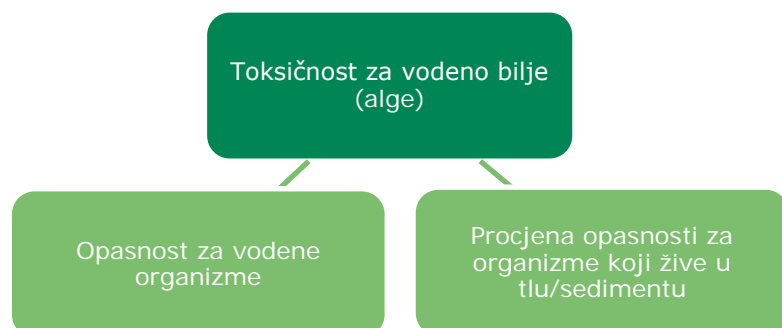 Toksičnost za vodeno bilje
(alge)
Opasnost za vodene
organizme
Procjena opasnosti za
organizme koji žive u
tlu/sedimentu